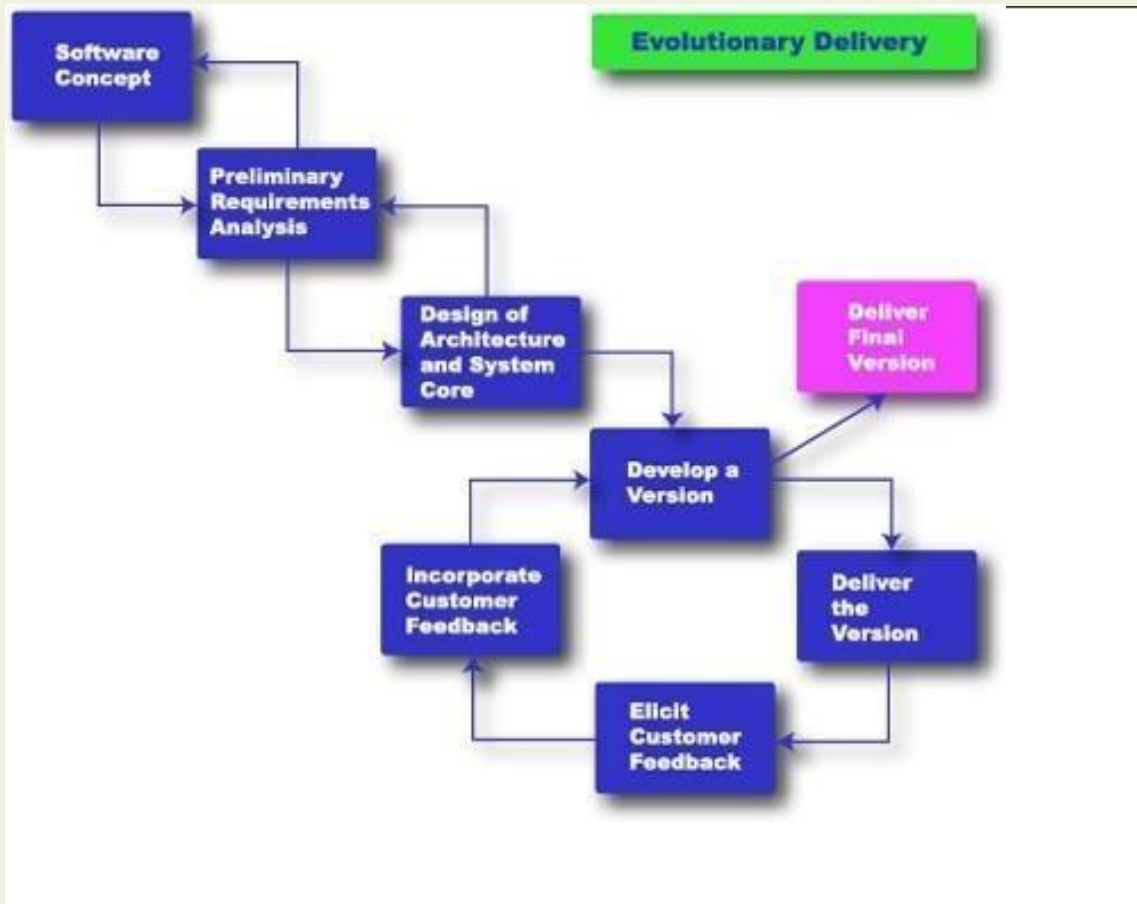 Software
Concept
Evolutionary Delivery
Preliminary
Requirements
Analysis
Design of
Architecture
and System
Core
Deliver
Final
Version
Develop a
Version
Incorporate
Customer
Feedback
Deliver
the
Version
Elicit
Customer
Feedback